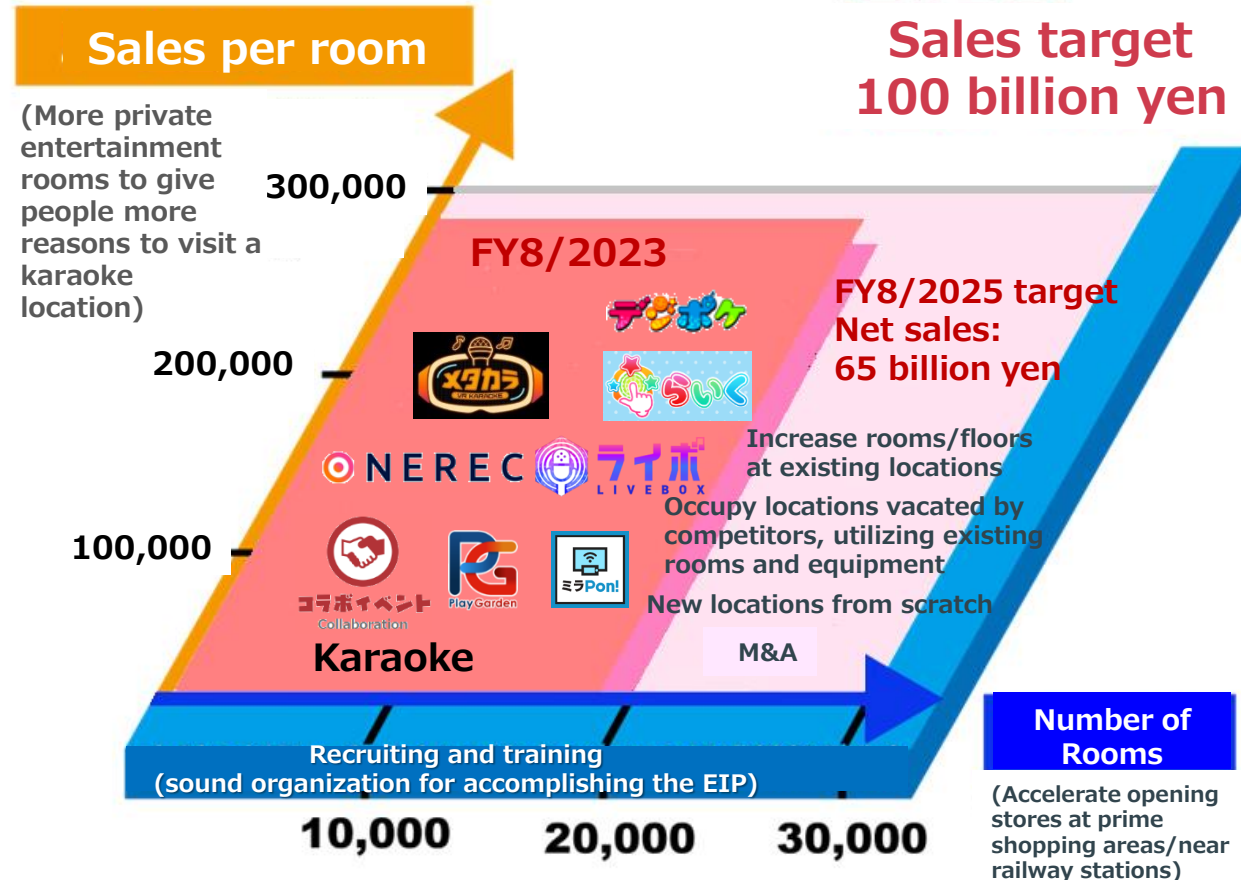 Sales per room
(More private
entertainment
rooms to give
people more
reasons to visit a
karaoke
location)
Sales target
100 billion yen
300,000
200,000
100,000
FY8/2023
デジポケ
メタカラ
VR KARAOKE
らいく
ONEREC
ライボ
LIVEBOX
コラボイベント
Collaboration
PG
PlayGarden
ミラPon!
Karaoke
FY8/2025 target
Net sales:
65 billion yen
Increase rooms/floors
at existing locations
Occupy locations vacated by
competitors, utilizing existing
rooms and equipment
New locations from scratch
M&A
Recruiting and training
(sound organization for accomplishing the EIP)
10,000
20,000
30,000
Number of
Rooms
(Accelerate opening
stores at prime
shopping areas/near
railway stations)